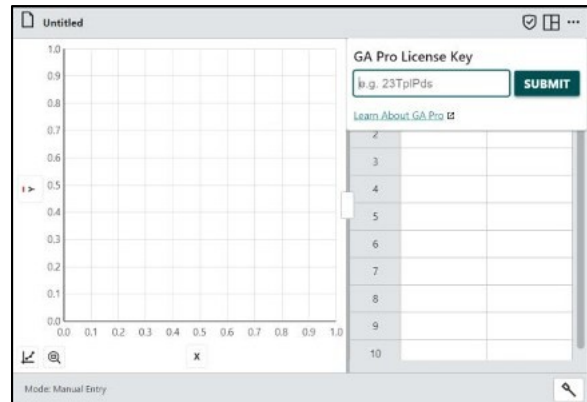 Untitled
GA Pro License Key
e.g. 23TplPds
SUBMIT
Learn About GA Pro
1.0
0.9
0.8
0.7
0.6
0.5
0.4
0.3
0.2
0.1
0.0
Y
0.0 0.1 0.2 0.3 0.4 0.5 0.6 0.7 0.8 0.9 1.0
X
2
3
4
5
6
7
8
9
10
Mode: Manual Entry